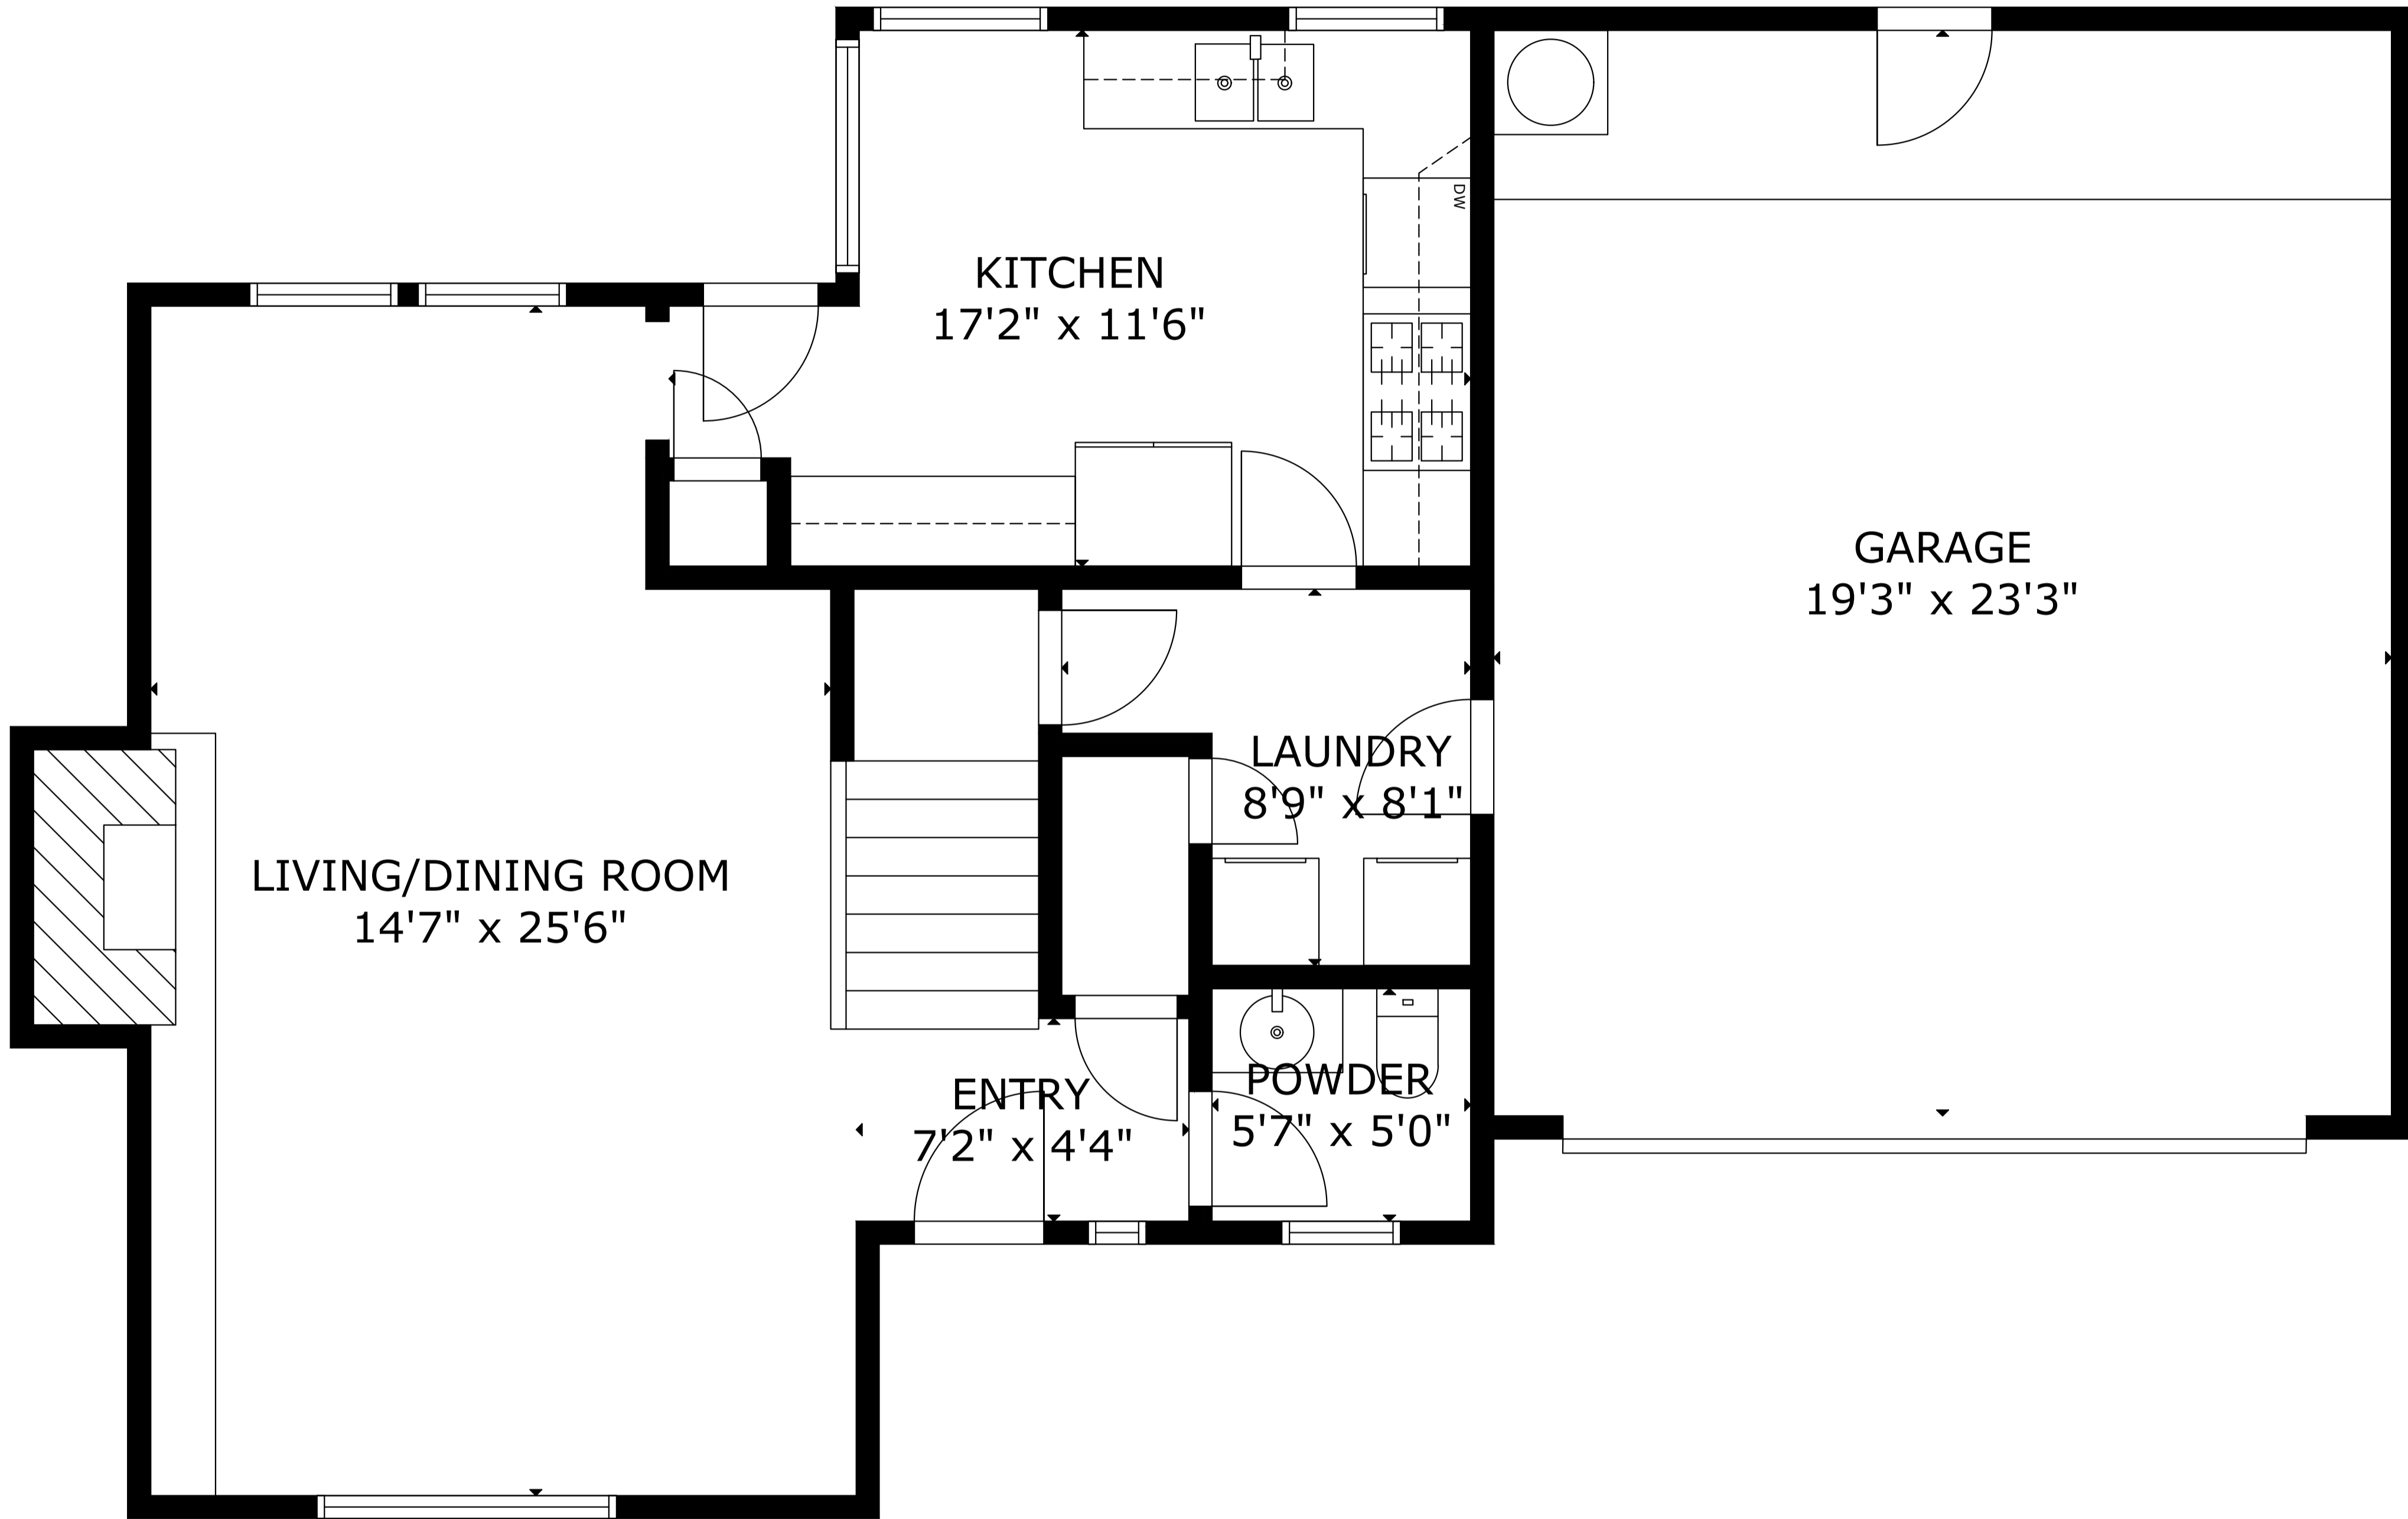 DW
KITCHEN
17'2" x 11'6"
GARAGE
19'3" x 23'3"
LAUNDRY
8'9" x 8'1"
LIVING/DINING ROOM
14'7" x 25'6"
ENTRY
7'2" x 4'4"
POWDER
5'7" x 5'0"